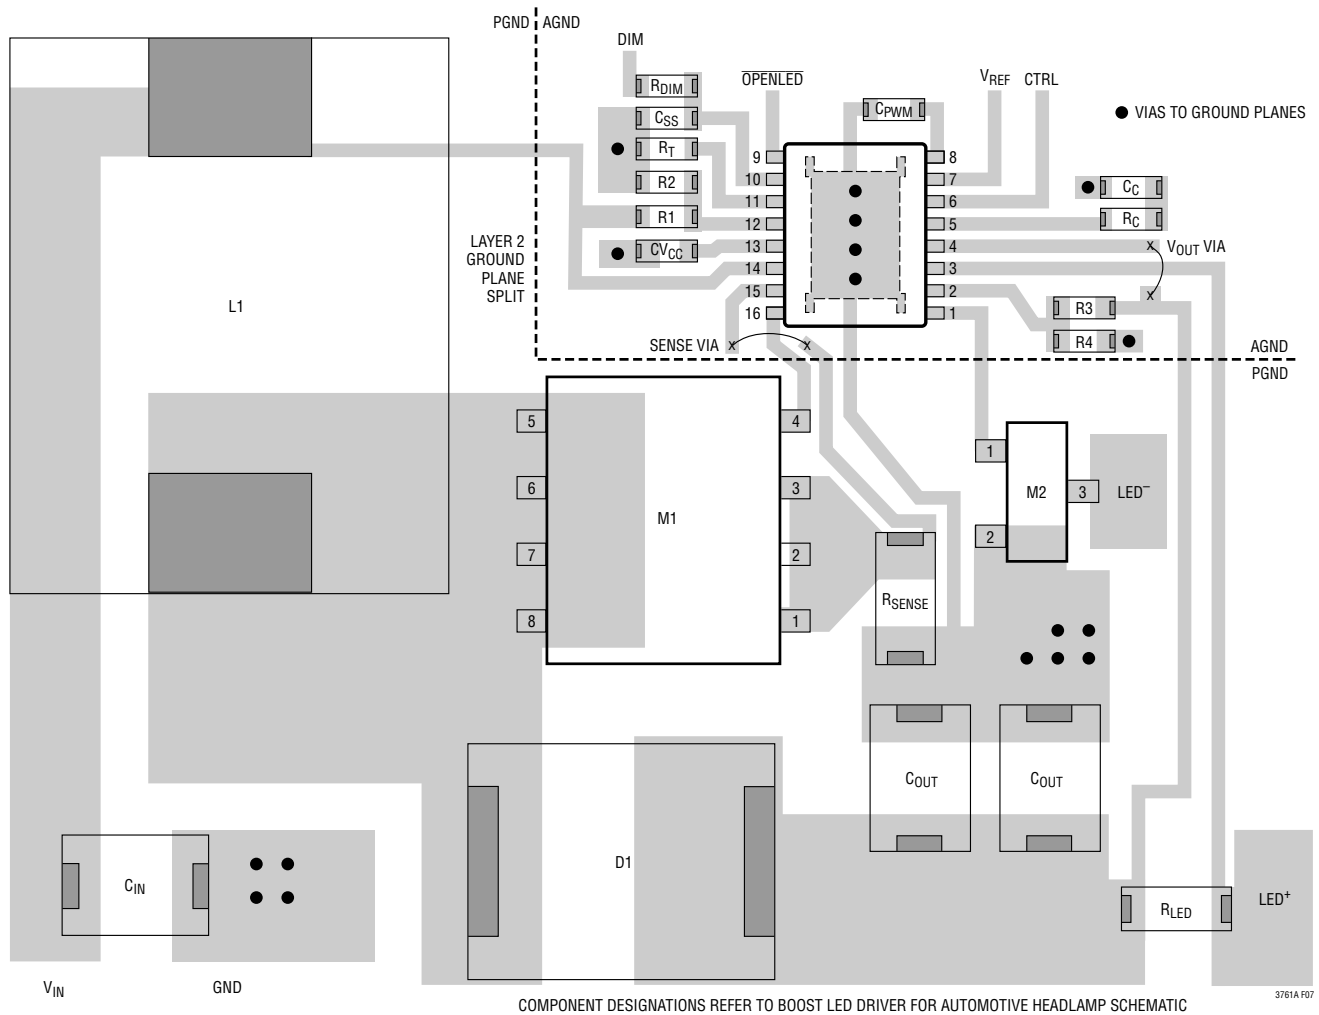 PGND AGND
DIM
RDIM
OPENLED
VREF CTRL
CPWM
VIAS TO GROUND PLANES
CSS
RT
R2
R1
CVCC
9
10
11
12
13
14
15
16
8
7
6
5
4
3
2
1
CC
RC
x VOUT VIA
x
R3
R4
LAYER 2
GROUND
PLANE
SPLIT
L1
SENSE VIA x x
AGND
PGND
5
6
7
8
M1
4
3
2
1
1
2
M2
3
LED–
RSENSE
COUT
COUT
D1
CIN
RLED
LED+
VIN
GND
COMPONENT DESIGNATIONS REFER TO BOOST LED DRIVER FOR AUTOMOTIVE HEADLAMP SCHEMATIC
3761A F07